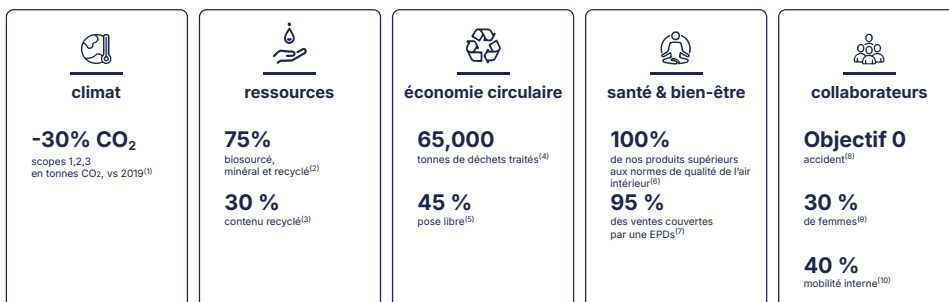 climat
-30% CO₂
scopes 1,2,3
en tonnes CO₂, vs 2019(1)
ressources
75%
biosourcé,
minéral et recyclé(2)
30 %
contenu recyclé(3)
économie circulaire
65,000
tonnes de déchets traités(4)
45 %
pose libre(5)
santé & bien-être
100%
de nos produits supérieurs
aux normes de qualité de l’air
intérieur(6)
95 %
des ventes couvertes
par une EPDs(7)
collaborateurs
Objectif 0
accident(8)
30 %
de femmes(9)
40 %
mobilité interne(10)